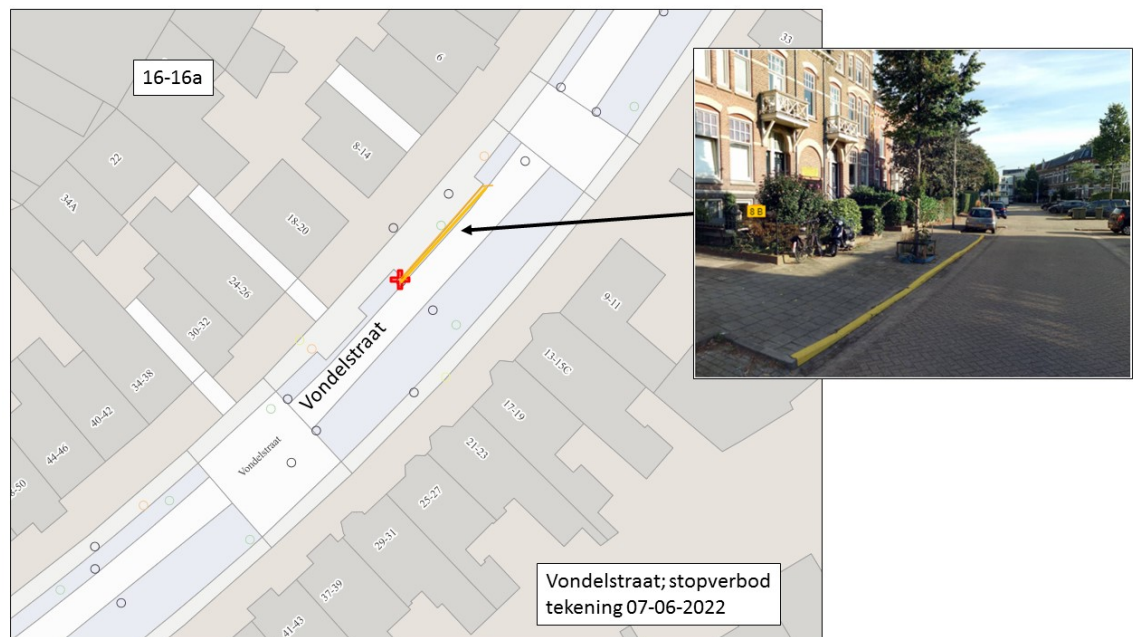 16-16a
6
33
8-14
22
34A
18-20
24-26
30-32
34-38
40-42
44-46
Vondelstraat
Vondelstraat
9-11
13-15C
17-19
21-23
25-27
29-31
37-39
41-43
8 B
Vondelstraat; stopverbod
tekening 07-06-2022